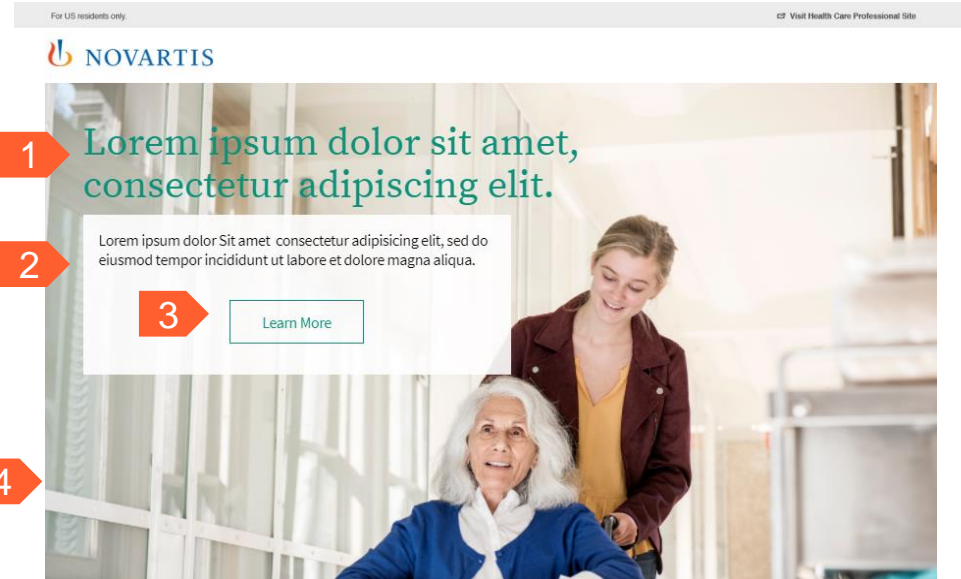 For US residents only.
Visit Health Care Professional Site
NOVARTIS
1
Lorem ipsum dolor sit amet,
consectetur adipiscing elit.
2
Lorem ipsum dolor Sit amet consectetur adipisicing elit, sed do
eiusmod tempor incididunt ut labore et dolore magna aliqua.
3
Learn More
4